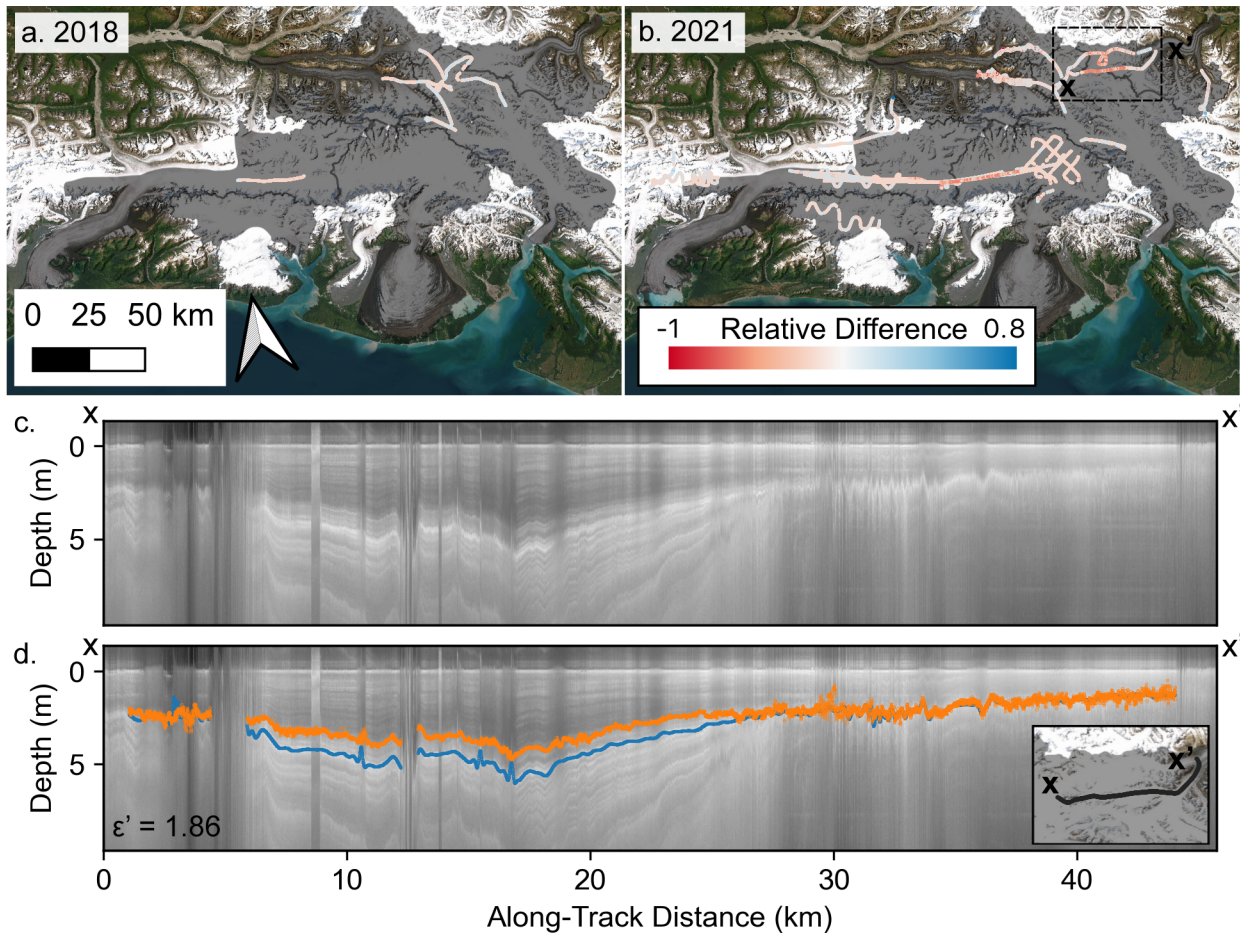 a. 2018
b. 2021
X'
X
0 25 50 km
-1 Relative Difference 0.8
X X'
c.
0
5
Depth (m)
X X'
d.
0
5
Depth (m)
X X'
ε' = 1.86
0 10 20 30 40
Along-Track Distance (km)